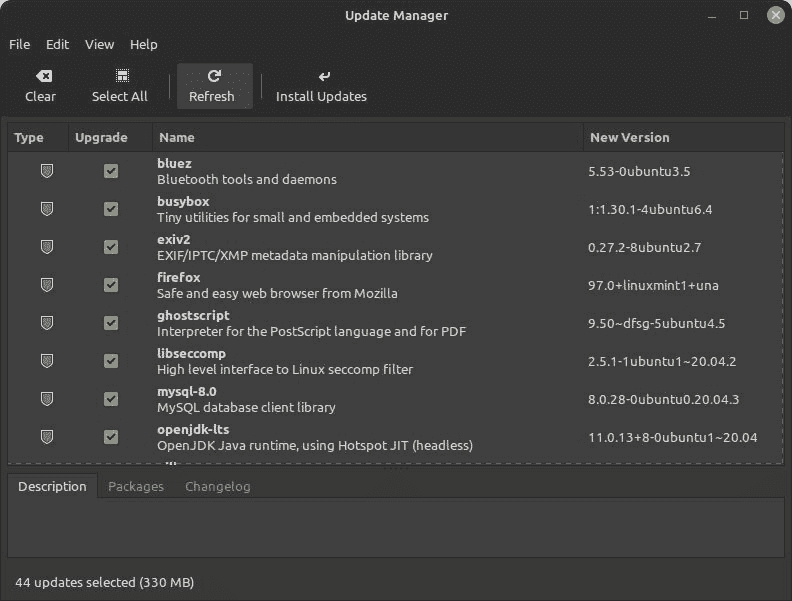 Update Manager
File Edit View Help
Clear Select All Refresh Install Updates
Type Upgrade Name New Version
bluez
Bluetooth tools and daemons 5.53-0ubuntu3.5
busybox
Tiny utilities for small and embedded systems 1:1.30.1-4ubuntu6.4
exiv2
EXIF/IPTC/XMP metadata manipulation library 0.27.2-8ubuntu2.7
firefox
Safe and easy web browser from Mozilla 97.0+linuxmint1+una
ghostscript
Interpreter for the PostScript language and for PDF 9.50~dfsg-5ubuntu4.5
libseccomp
High level interface to Linux seccomp filter 2.5.1-1ubuntu1~20.04.2
mysql-8.0
MySQL database client library 8.0.28-0ubuntu0.20.04.3
openjdk-lts
OpenJDK Java runtime, using Hotspot JIT (headless) 11.0.13+8-0ubuntu1~20.04
Description Packages Changelog
44 updates selected (330 MB)